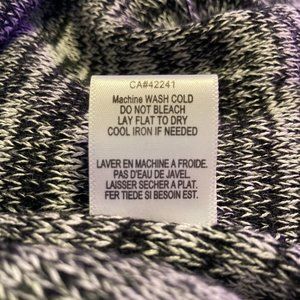 CA#42241
Machine WASH COLD
DO NOT BLEACH
LAY FLAT TO DRY
COOL IRON IF NEEDED
LAVER EN MACHINE A FROIDE.
PAS D'EAU DE JAVEL.
LAISSER SECHER A PLAT.
FER TIEDE SI BESOIN EST.